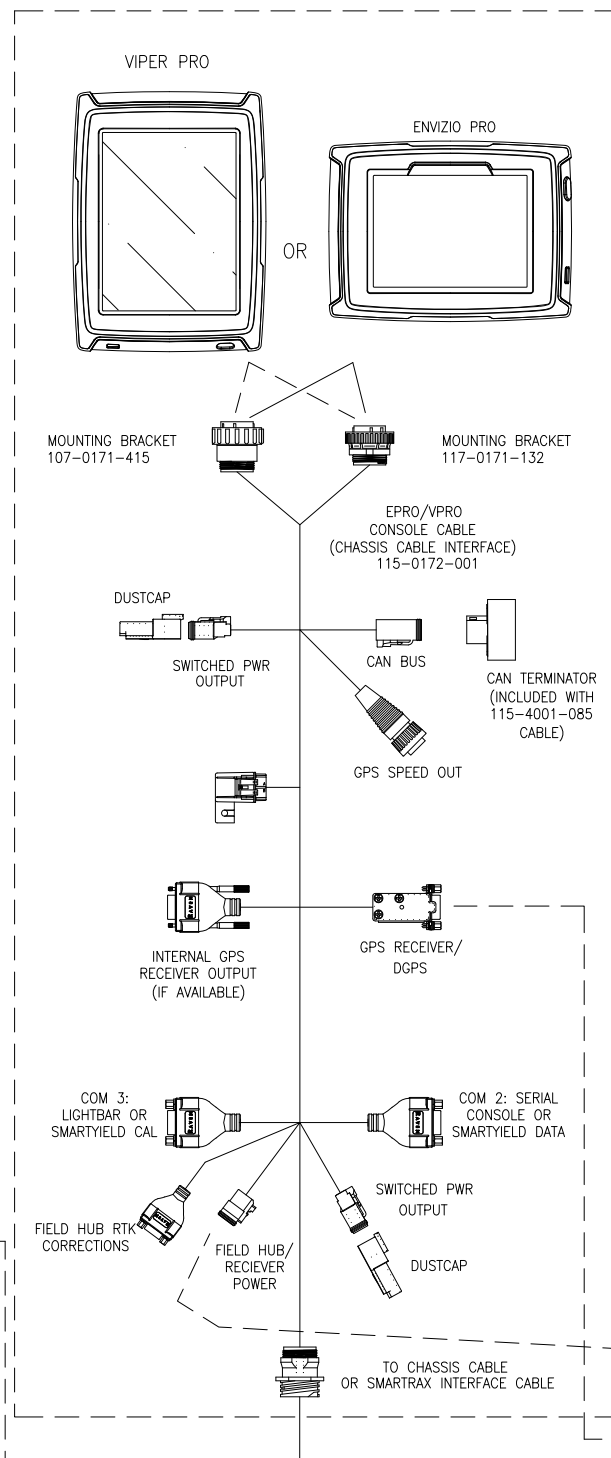 VIPER PRO
ENVIZIO PRO
OR
MOUNTING BRACKET
107-0171-415
MOUNTING BRACKET
117-0171-132
EPRO/VPRO
CONSOLE CABLE
(CHASSIS CABLE INTERFACE)
115-0172-001
DUSTCAP
SWITCHED PWR
OUTPUT
CAN BUS
CAN TERMINATOR
(INCLUDED WITH
115-4001-085
CABLE)
GPS SPEED OUT
RAVEN
INTERNAL GPS
RECEIVER OUTPUT
(IF AVAILABLE)
GPS RECEIVER/
DGPS
COM 3:
LIGHTBAR OR
SMARTYIELD CAL
RAVEN
RAVEN
COM 2: SERIAL
CONSOLE OR
SMARTYIELD DATA
RAVEN
FIELD HUB RTK
CORRECTIONS
FIELD HUB/
RECIEVER
POWER
SWITCHED PWR
OUTPUT
DUSTCAP
TO CHASSIS CABLE
OR SMARTRAX INTERFACE CABLE